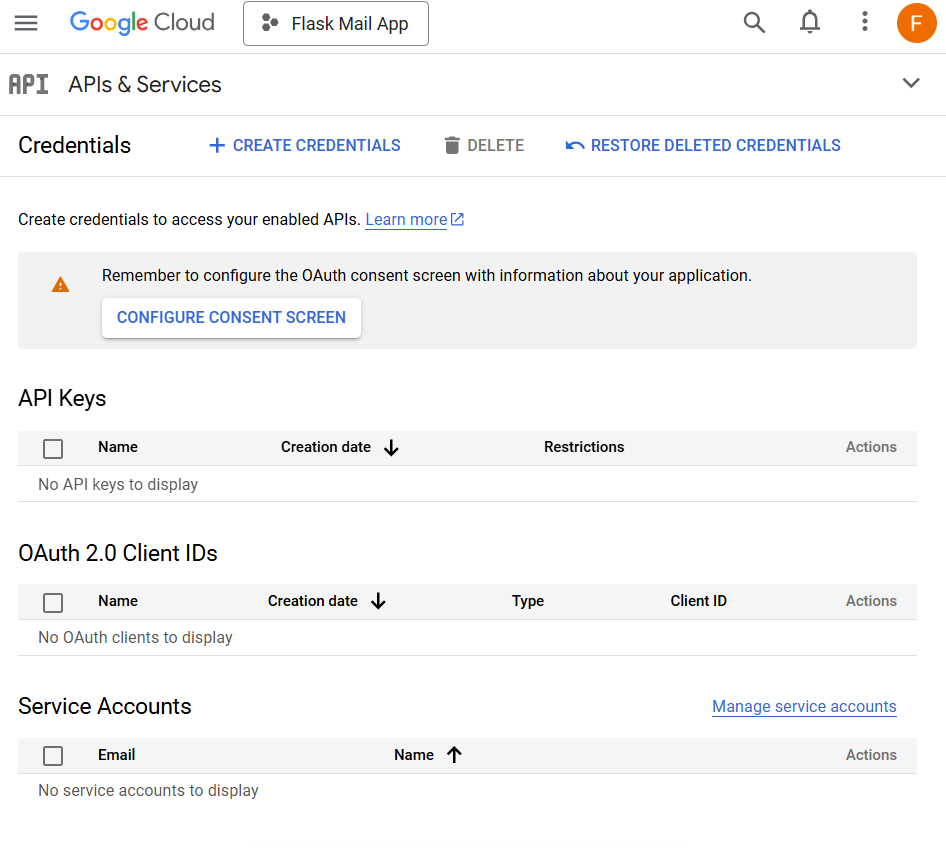 Google Cloud Flask Mail App F
API APIs & Services
Credentials CREATE CREDENTIALS DELETE RESTORE DELETED CREDENTIALS
Create credentials to access your enabled APIs. Learn more
Remember to configure the OAuth consent screen with information about your application.
CONFIGURE CONSENT SCREEN
API Keys
Name Creation date Restrictions Actions
No API keys to display
OAuth 2.0 Client IDs
Name Creation date Type Client ID Actions
No OAuth clients to display
Service Accounts Manage service accounts
Email Name Actions
No service accounts to display